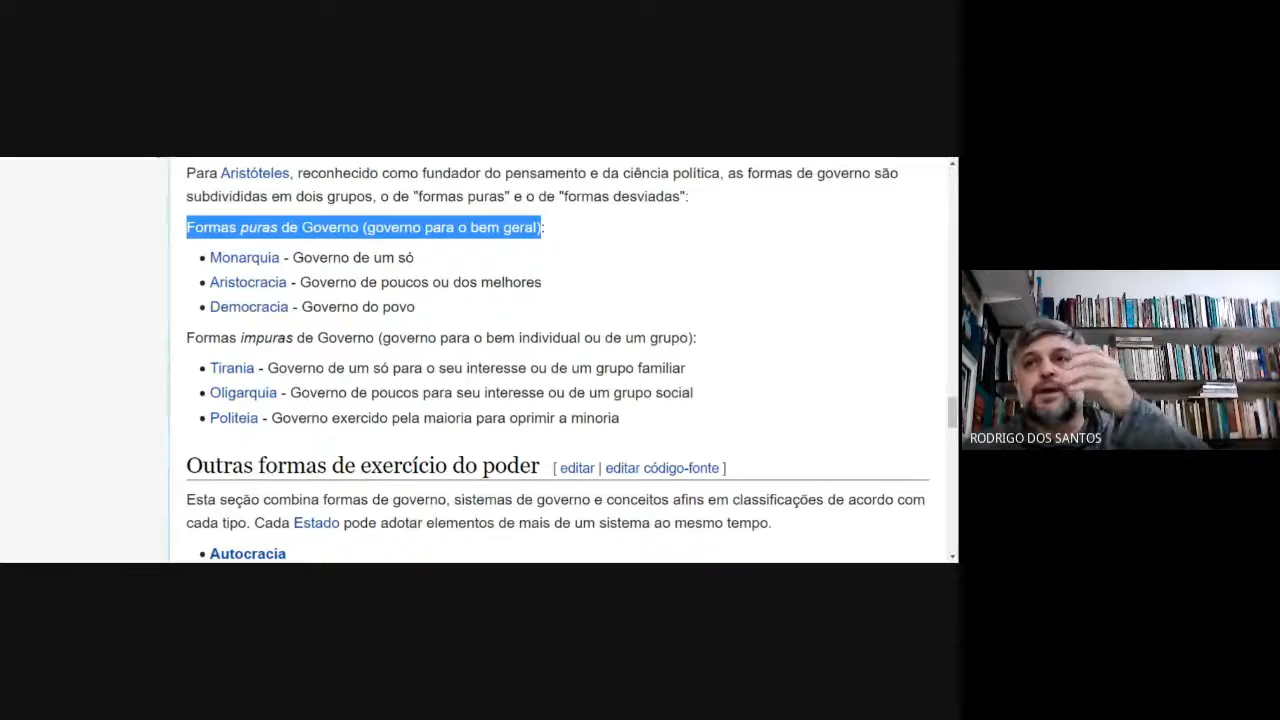 Para Aristóteles, reconhecido como fundador do pensamento e da ciência política, as formas de governo são
subdivididas em dois grupos, o de "formas puras" e o de "formas desviadas":
Formas puras de Governo (governo para o bem geral):
• Monarquia - Governo de um só
• Aristocracia - Governo de poucos ou dos melhores
• Democracia - Governo do povo
Formas impuras de Governo (governo para o bem individual ou de um grupo):
• Tirania - Governo de um só para o seu interesse ou de um grupo familiar
• Oligarquia - Governo de poucos para seu interesse ou de um grupo social
• Politeia - Governo exercido pela maioria para oprimir a minoria
Outras formas de exercício do poder [ editar | editar código-fonte ]
Esta seção combina formas de governo, sistemas de governo e conceitos afins em classificações de acordo com
cada tipo. Cada Estado pode adotar elementos de mais de um sistema ao mesmo tempo.
• Autocracia
RODRIGO DOS SANTOS